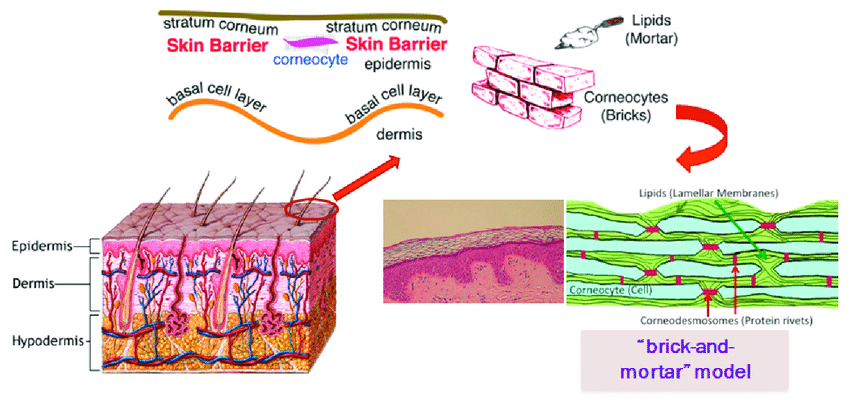 stratum corneum
stratum corneum
Skin Barrier
Skin Barrier
corneocyte
epidermis
basal cell layer
basal cell layer
dermis
Lipids
(Mortar)
Corneocytes
(Bricks)
Epidermis
Dermis
Hypodermis
Lipids (Lamellar Membranes)
Corneocyte (Cell)
Corneodesmosomes (Protein rivets)
“brick-and-
mortar” model